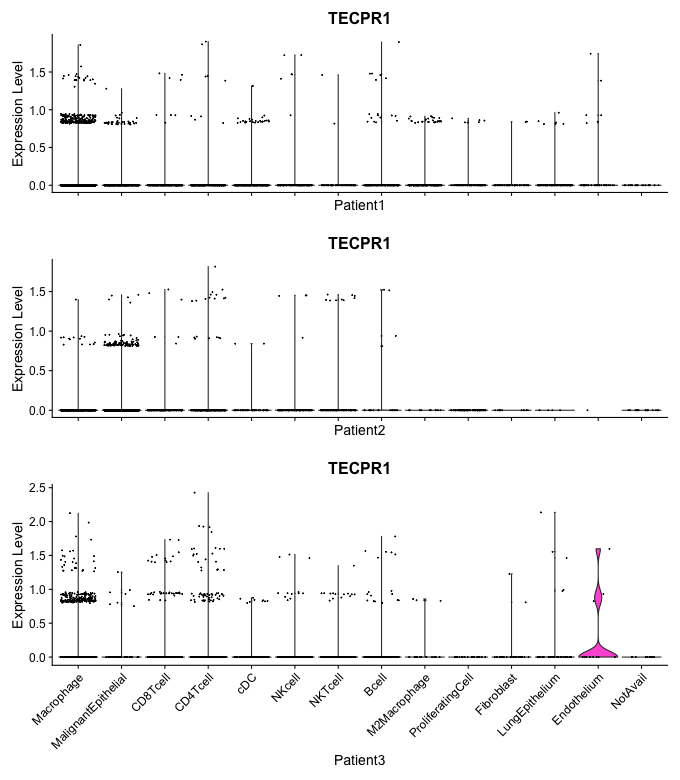 TECPR1
Expression Level
1.5
1.0
0.5
0.0
Patient1
TECPR1
Expression Level
1.5
1.0
0.5
0.0
Patient2
TECPR1
Expression Level
2.5
2.0
1.5
1.0
0.5
0.0
Macrophage
MalignantEpithelial
CD8Tcell
CD4Tcell
cDC
NKcell
NKTcell
Bcell
M2Macrophage
ProliferatingCell
Fibroblast
LungEpithelium
Endothelium
NotAvail
Patient3